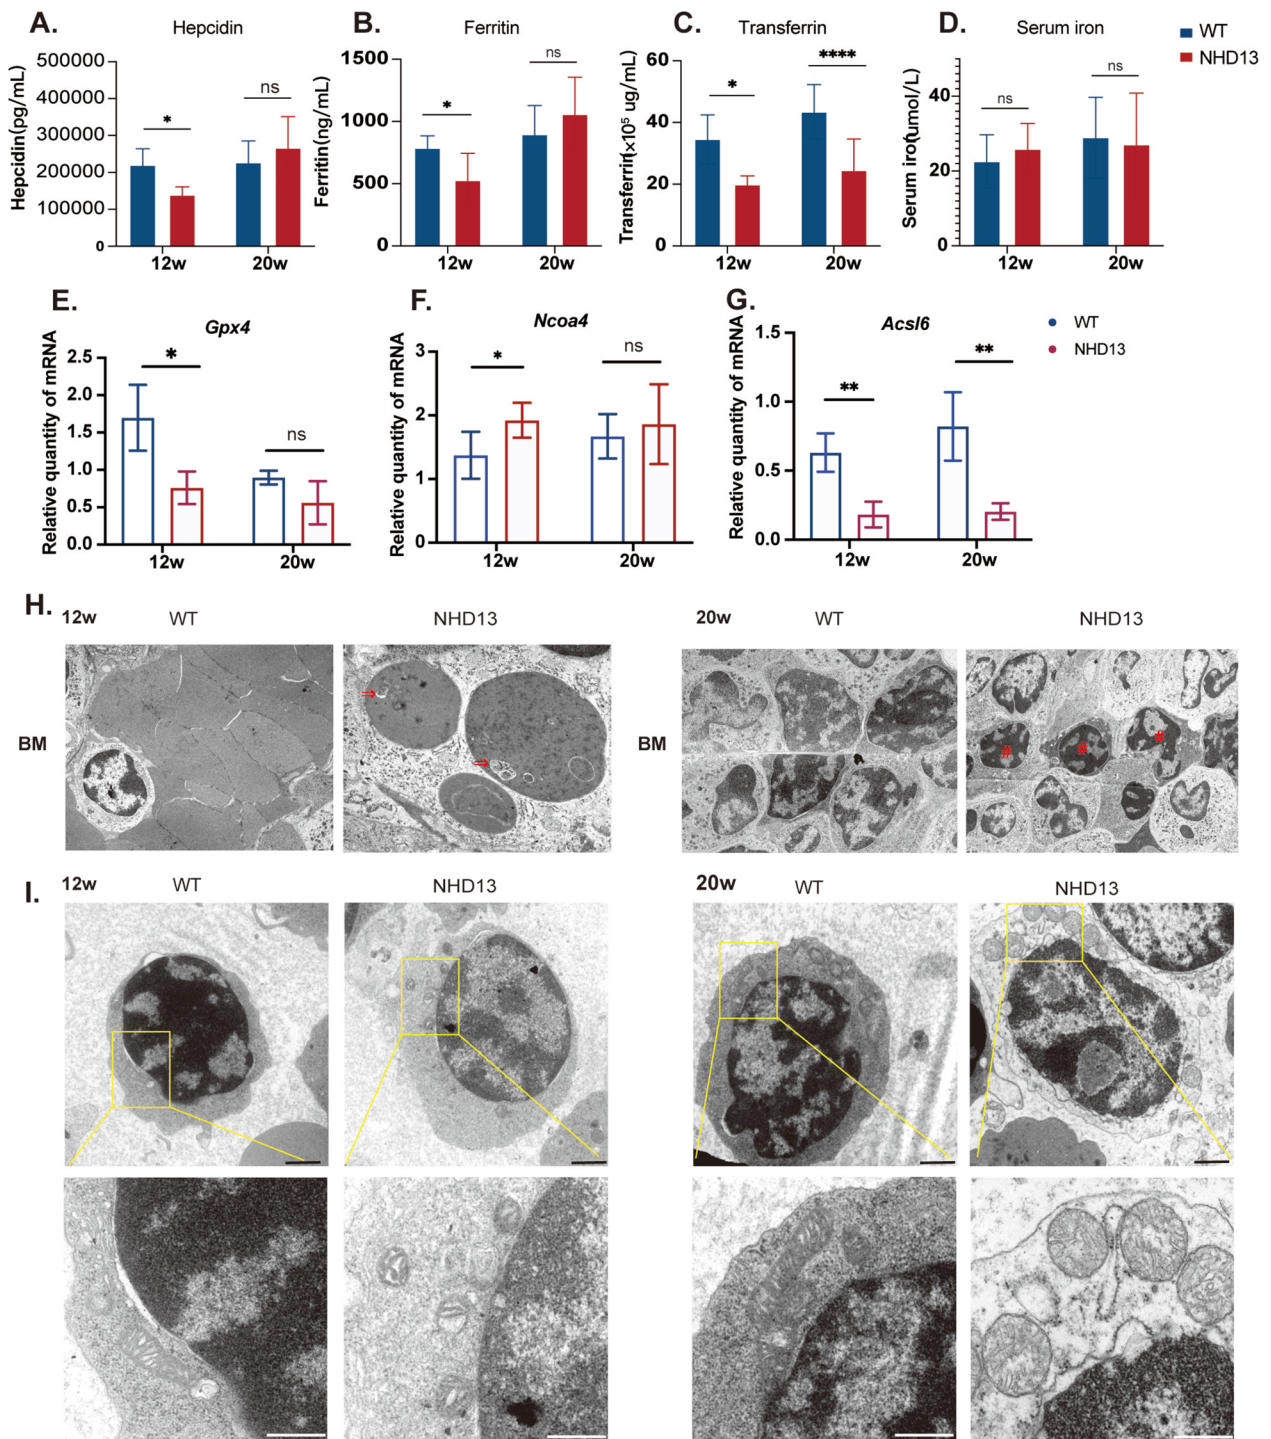 A. Hepcidin
Hepcidin(pg/mL)
500000
400000
300000
200000
100000
0
*
ns
12w
20w
B. Ferritin
Ferritin(ng/mL)
1500
1000
500
0
*
ns
12w
20w
C. Transferrin
Transferrin(×10⁵ ug/mL)
60
40
20
0
*
****
12w
20w
D. Serum iron
Serum iron(umol/L)
40
20
0
ns
ns
12w
20w
WT
NHD13
E. Gpx4
Relative quantity of mRNA
2.5
2.0
1.5
1.0
0.5
0.0
*
ns
12w
20w
F. Ncoa4
Relative quantity of mRNA
3
2
1
0
*
ns
12w
20w
G. Acsl6
Relative quantity of mRNA
1.5
1.0
0.5
0.0
**
**
12w
20w
WT
NHD13
H. 12w WT NHD13 20w WT NHD13
BM
BM
# # #
I. 12w WT NHD13 20w WT NHD13